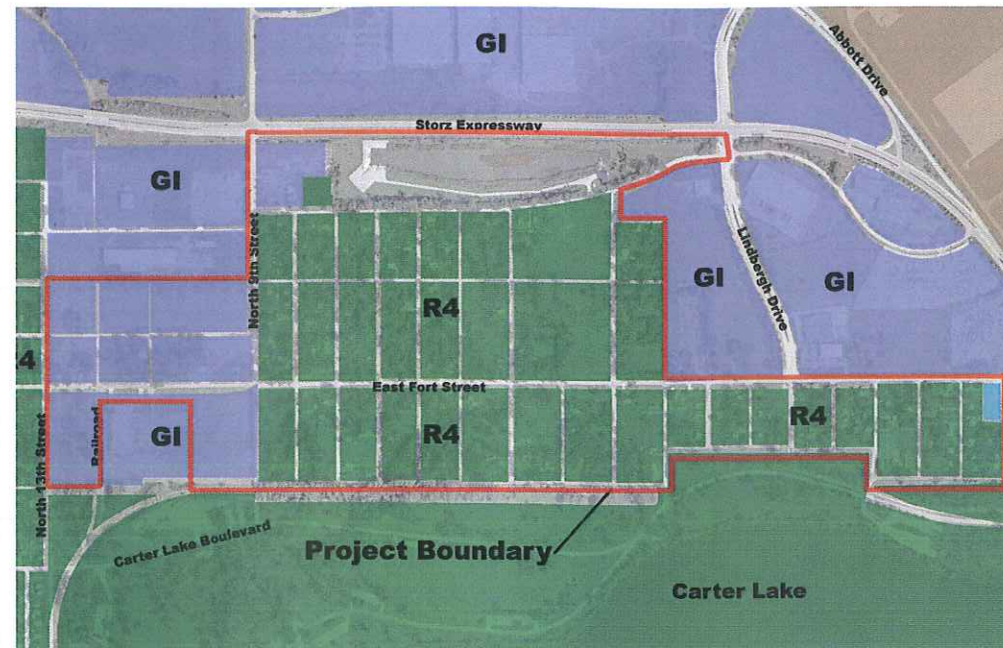 GI
Abbott Drive
Storz Expressway
GI
North 9th Street
Lindbergh Drive
GI
GI
R4
R4
East Fort Street
R4
R4
North 13th Street
Railroad
GI
Carter Lake Boulevard
Project Boundary
Carter Lake